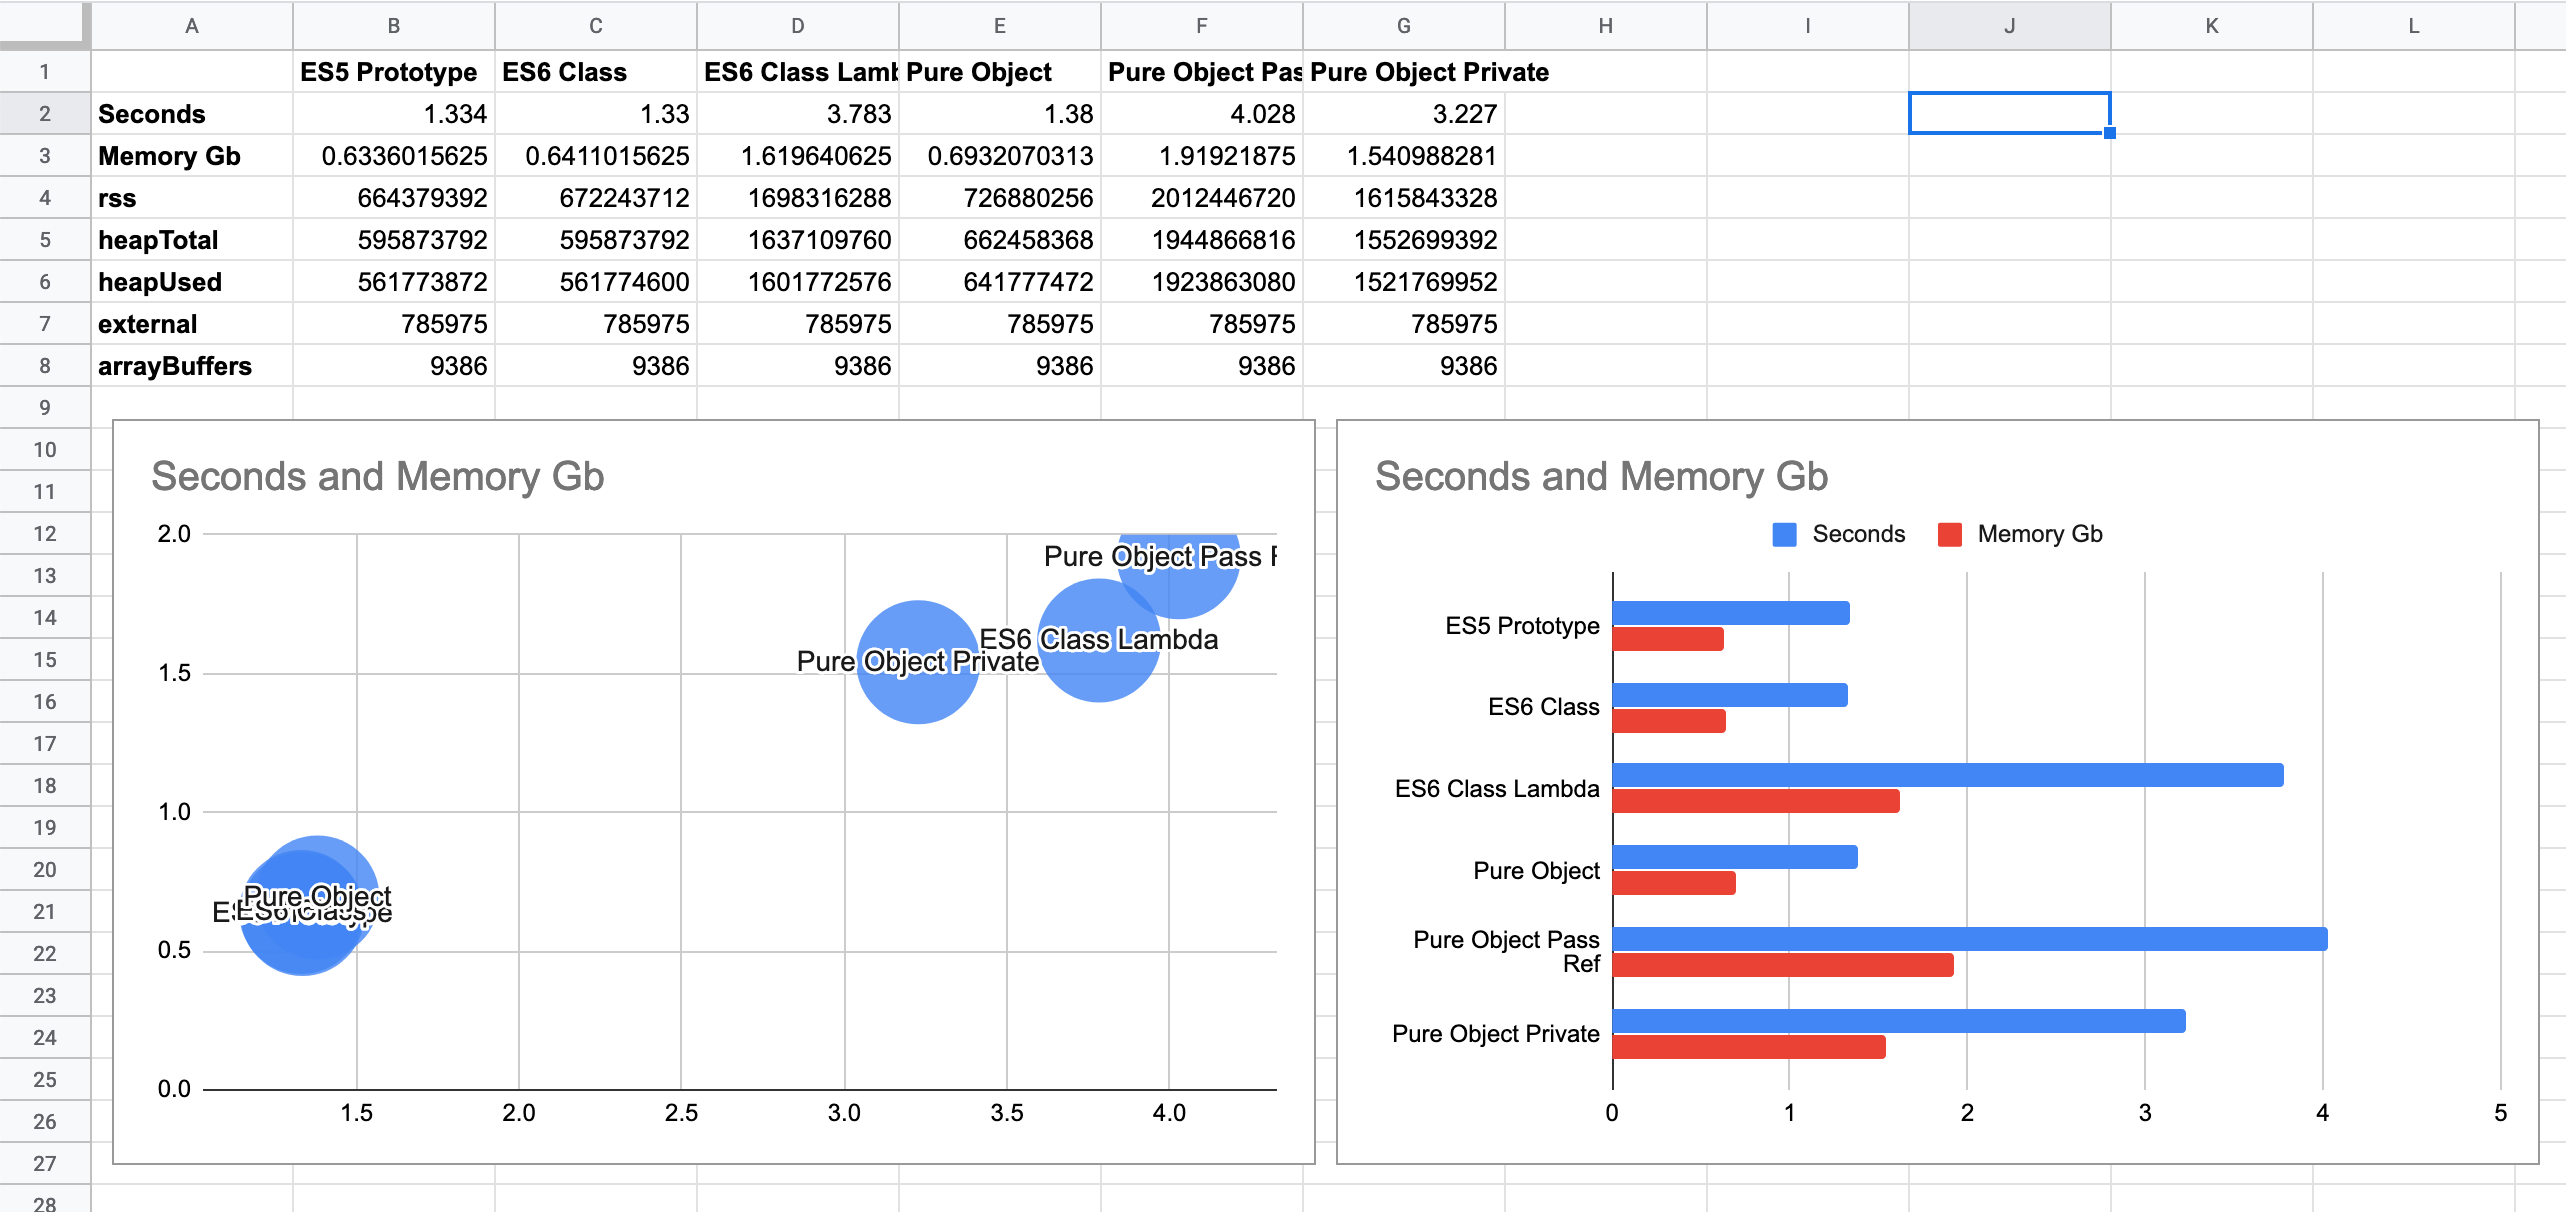 A B C D E F G H I J K L
1 ES5 Prototype ES6 Class ES6 Class Lamb Pure Object Pure Object Pas Pure Object Private
2 Seconds 1.334 1.33 3.783 1.38 4.028 3.227
3 Memory Gb 0.6336015625 0.6411015625 1.619640625 0.6932070313 1.91921875 1.540988281
4 rss 664379392 672243712 1698316288 726880256 2012446720 1615843328
5 heapTotal 595873792 595873792 1637109760 662458368 1944866816 1552699392
6 heapUsed 561773872 561774600 1601772576 641777472 1923863080 1521769952
7 external 785975 785975 785975 785975 785975 785975
8 arrayBuffers 9386 9386 9386 9386 9386 9386
9
10
11
12
13
14
15
16
17
18
19
20
21
22
23
24
25
26
27
28
Seconds and Memory Gb
2.0
1.5
1.0
0.5
0.0
1.5 2.0 2.5 3.0 3.5 4.0
Pure Object Pass
ES6 Class Lambda
Pure Object Private
Pure Object
ES6 Class
Seconds and Memory Gb
Seconds Memory Gb
ES5 Prototype
ES6 Class
ES6 Class Lambda
Pure Object
Pure Object Pass
Ref
Pure Object Private
0 1 2 3 4 5